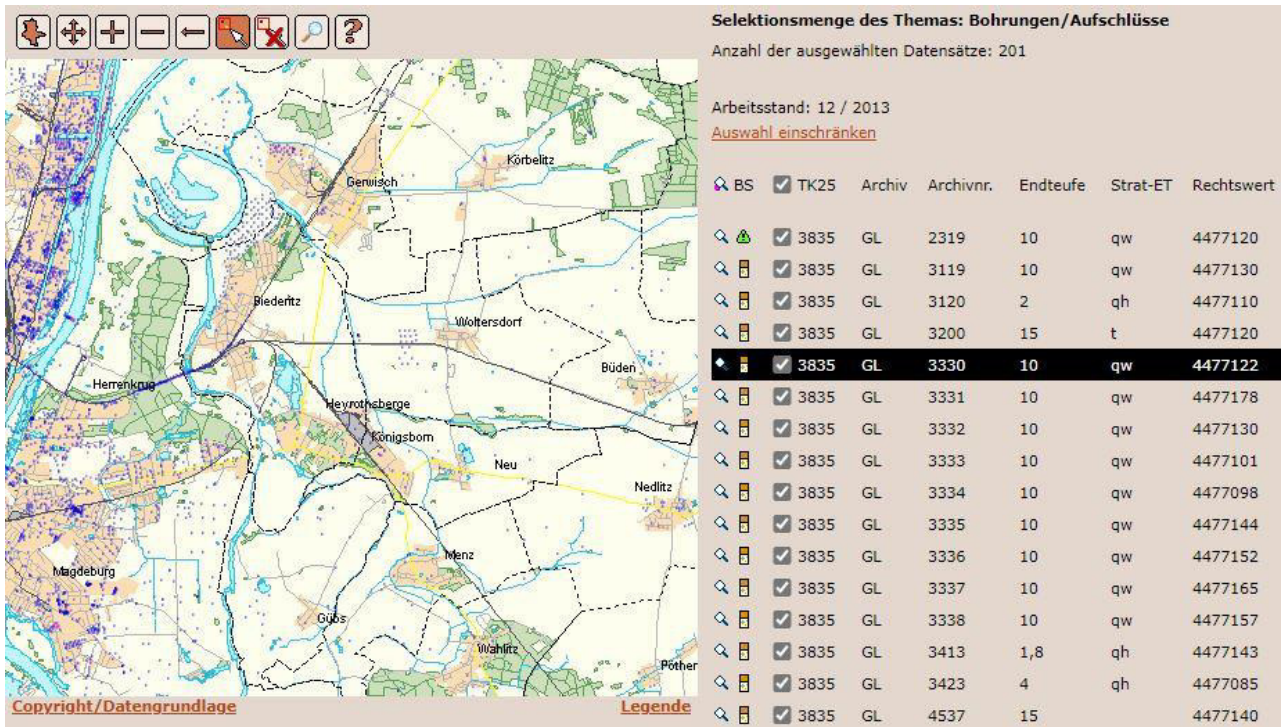 Selektionsmenge des Themas: Bohrungen/Aufschlüsse
Anzahl der ausgewählten Datensätze: 201
Arbeitsstand: 12 / 2013
Auswahl einschränken
BS TK25 Archiv Archivnr. Endteufe Strat-ET Rechtswert
3835 GL 2319 10 qw 4477120
3835 GL 3119 10 qw 4477130
3835 GL 3120 2 qh 4477110
3835 GL 3200 15 t 4477120
3835 GL 3330 10 qw 4477122
3835 GL 3331 10 qw 4477178
3835 GL 3332 10 qw 4477130
3835 GL 3333 10 qw 4477101
3835 GL 3334 10 qw 4477098
3835 GL 3335 10 qw 4477144
3835 GL 3336 10 qw 4477152
3835 GL 3337 10 qw 4477165
3835 GL 3338 10 qw 4477157
3835 GL 3413 1,8 qh 4477143
3835 GL 3423 4 qh 4477085
3835 GL 4537 15 4477140
Körbelitz
Gerwisch
Biederitz
Woltersdorf
Büden
Herrenkrug
Heyrothsberge
Königsborn
Neu
Nedlitz
Menz
Magdeburg
Gübs
Wahlitz
Pöther
Copyright/Datengrundlage
Legende